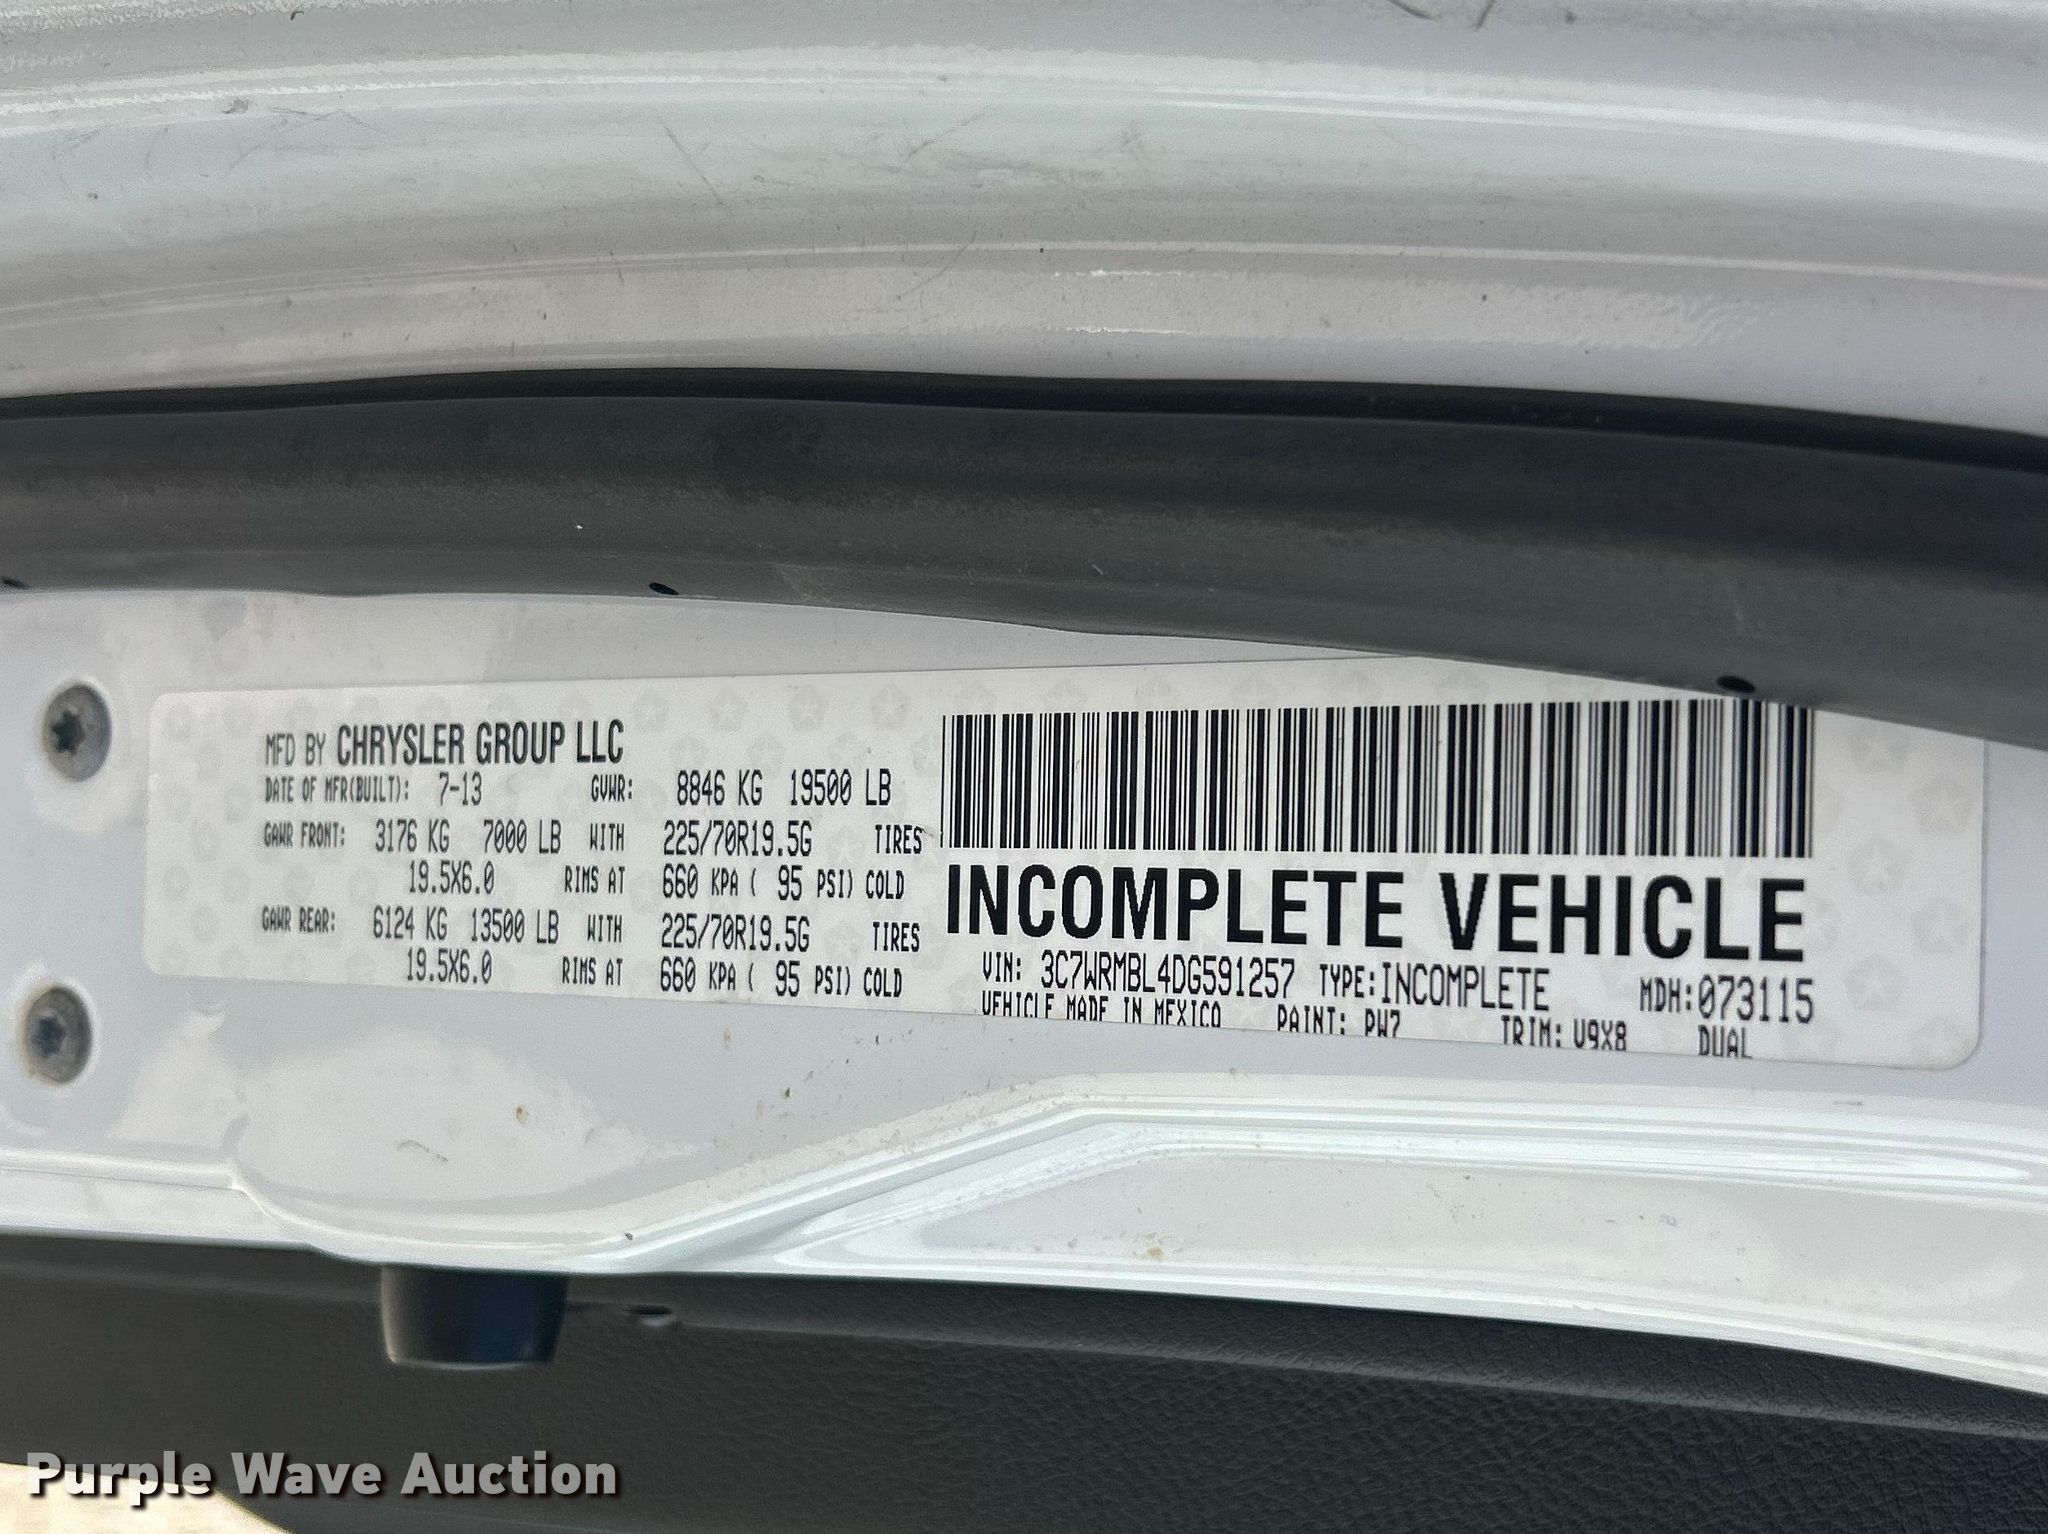 MFD BY CHRYSLER GROUP LLC
DATE OF MFR(BUILT): 7-13 GVWR: 8846 KG 19500 LB
GAWR FRONT: 3176 KG 7000 LB WITH 225/70R19.5G TIRES
19.5X6.0 RIMS AT 660 KPA ( 95 PSI) COLD
GAWR REAR: 6124 KG 13500 LB WITH 225/70R19.5G TIRES
19.5X6.0 RIMS AT 660 KPA ( 95 PSI) COLD
INCOMPLETE VEHICLE
VIN: 3C7WRMBL4DG591257 TYPE:INCOMPLETE MDH:073115
VEHICLE MADE IN MEXICO PAINT: PW7 TRIM: V9X8 DUAL
Purple Wave Auction